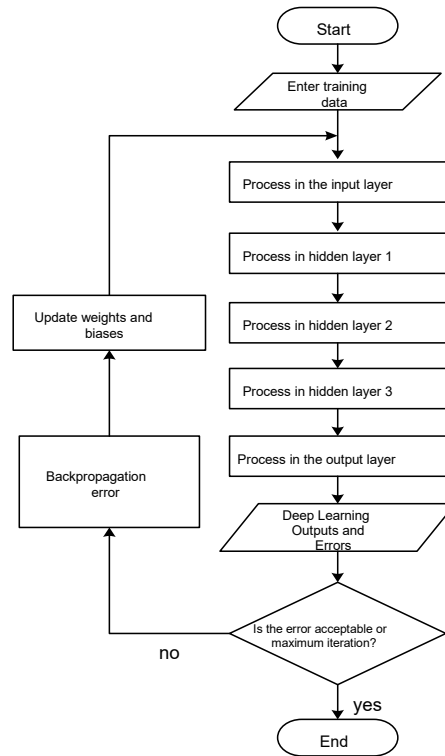 Start
Enter training
data
Process in the input layer
Process in hidden layer 1
Update weights and
biases
Process in hidden layer 2
Process in hidden layer 3
Process in the output layer
Backpropagation
error
Deep Learning
Outputs and
Errors
Is the error acceptable or
maximum iteration?
no
yes
End